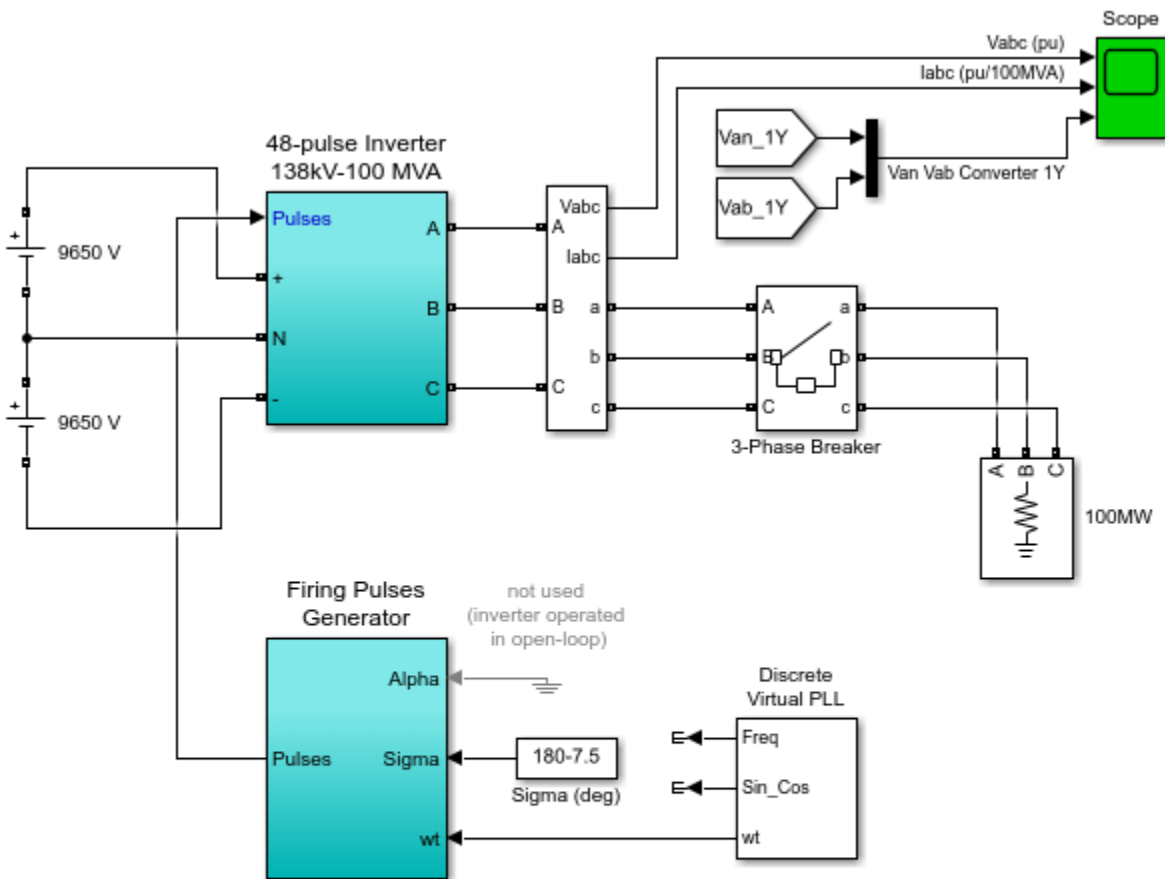 Scope
Vabc (pu)
Iabc (pu/100MVA)
Van_1Y
Vab_1Y
Van Vab Converter 1Y
48-pulse Inverter
138kV-100 MVA
Pulses
+
N
-
A
B
C
+
9650 V
+
9650 V
Vabc
A
Iabc
B
a
b
C
c
A
a
B
b
C
c
3-Phase Breaker
A
B
C
100MW
Firing Pulses
Generator
not used
(inverter operated
in open-loop)
Alpha
Pulses
Sigma
wt
180-7.5
Sigma (deg)
Discrete
Virtual PLL
Freq
Sin_Cos
wt